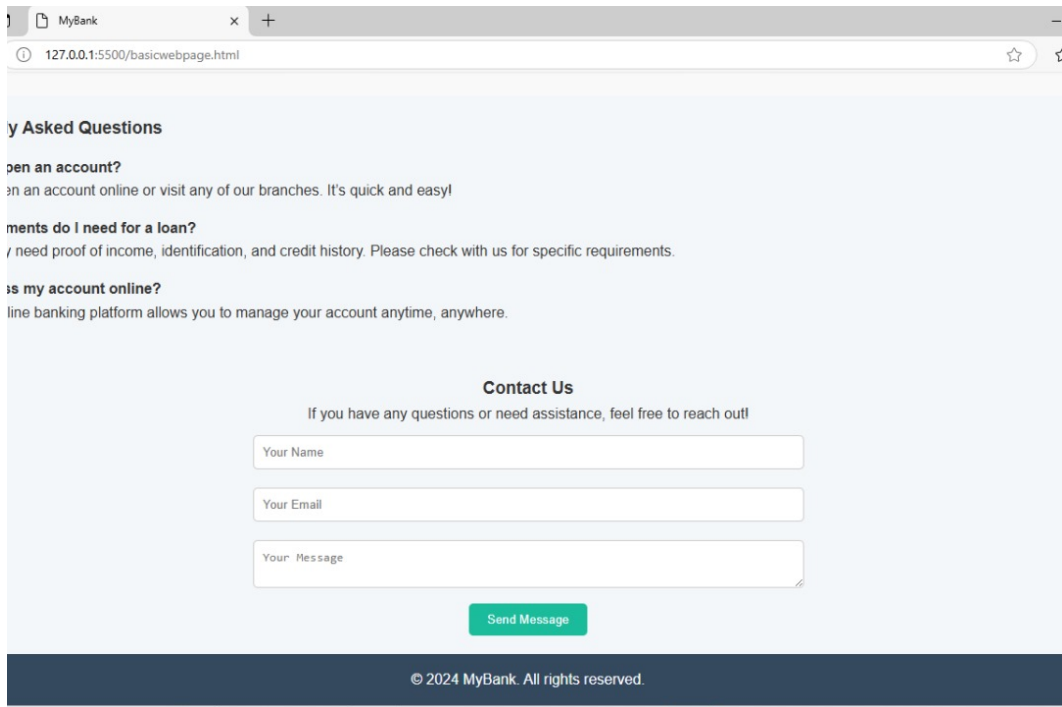 MyBank
127.0.0.1:5500/basicwebpage.html
y Asked Questions
pen an account?
en an account online or visit any of our branches. It's quick and easy!
ments do I need for a loan?
y need proof of income, identification, and credit history. Please check with us for specific requirements.
ss my account online?
line banking platform allows you to manage your account anytime, anywhere.
Contact Us
If you have any questions or need assistance, feel free to reach out!
Your Name
Your Email
Your Message
Send Message
© 2024 MyBank. All rights reserved.